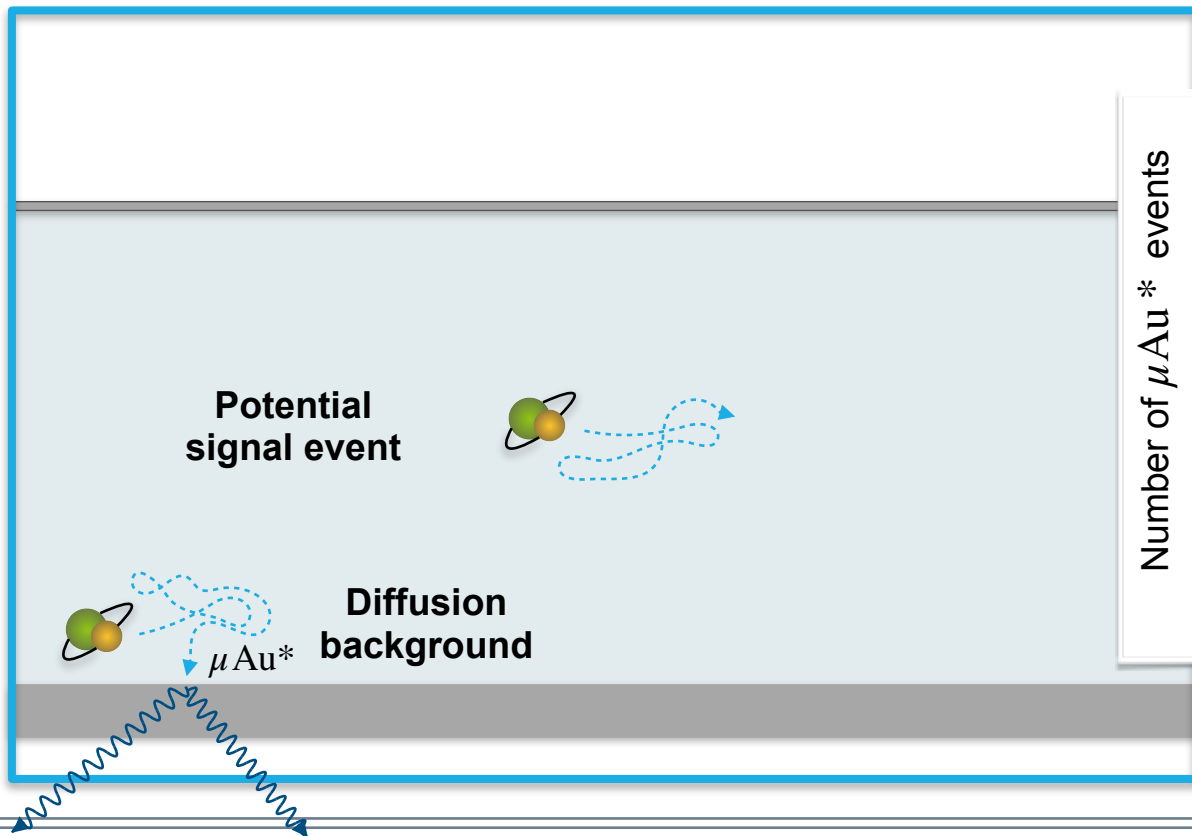 Potential
signal event
Diffusion
background
μAu*
Number of μAu * events